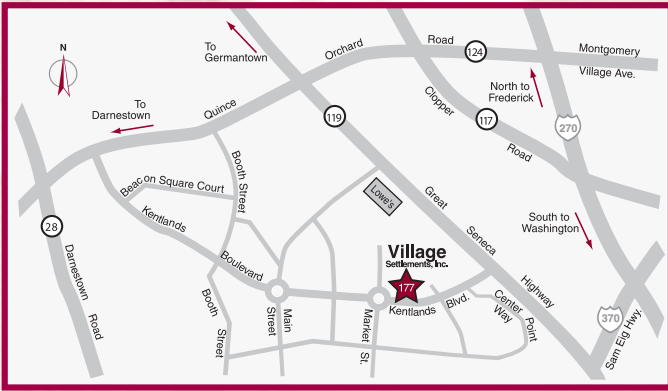 N
To
Germantown
Orchard
Road
124
Montgomery
Village Ave.
North to
Frederick
To
Darnestown
Quince
119
Clopper
117
Road
270
Booth Street
Beacon Square Court
Lowe's
Great
Seneca
Highway
Kentlands
Boulevard
28
Darnestown
Road
South to
Washington
Village
Settlements, Inc.
177
Kentlands
Blvd.
Center Point
Way
Booth
Street
Main
Street
Market
St.
370
Sam Eig Hwy.